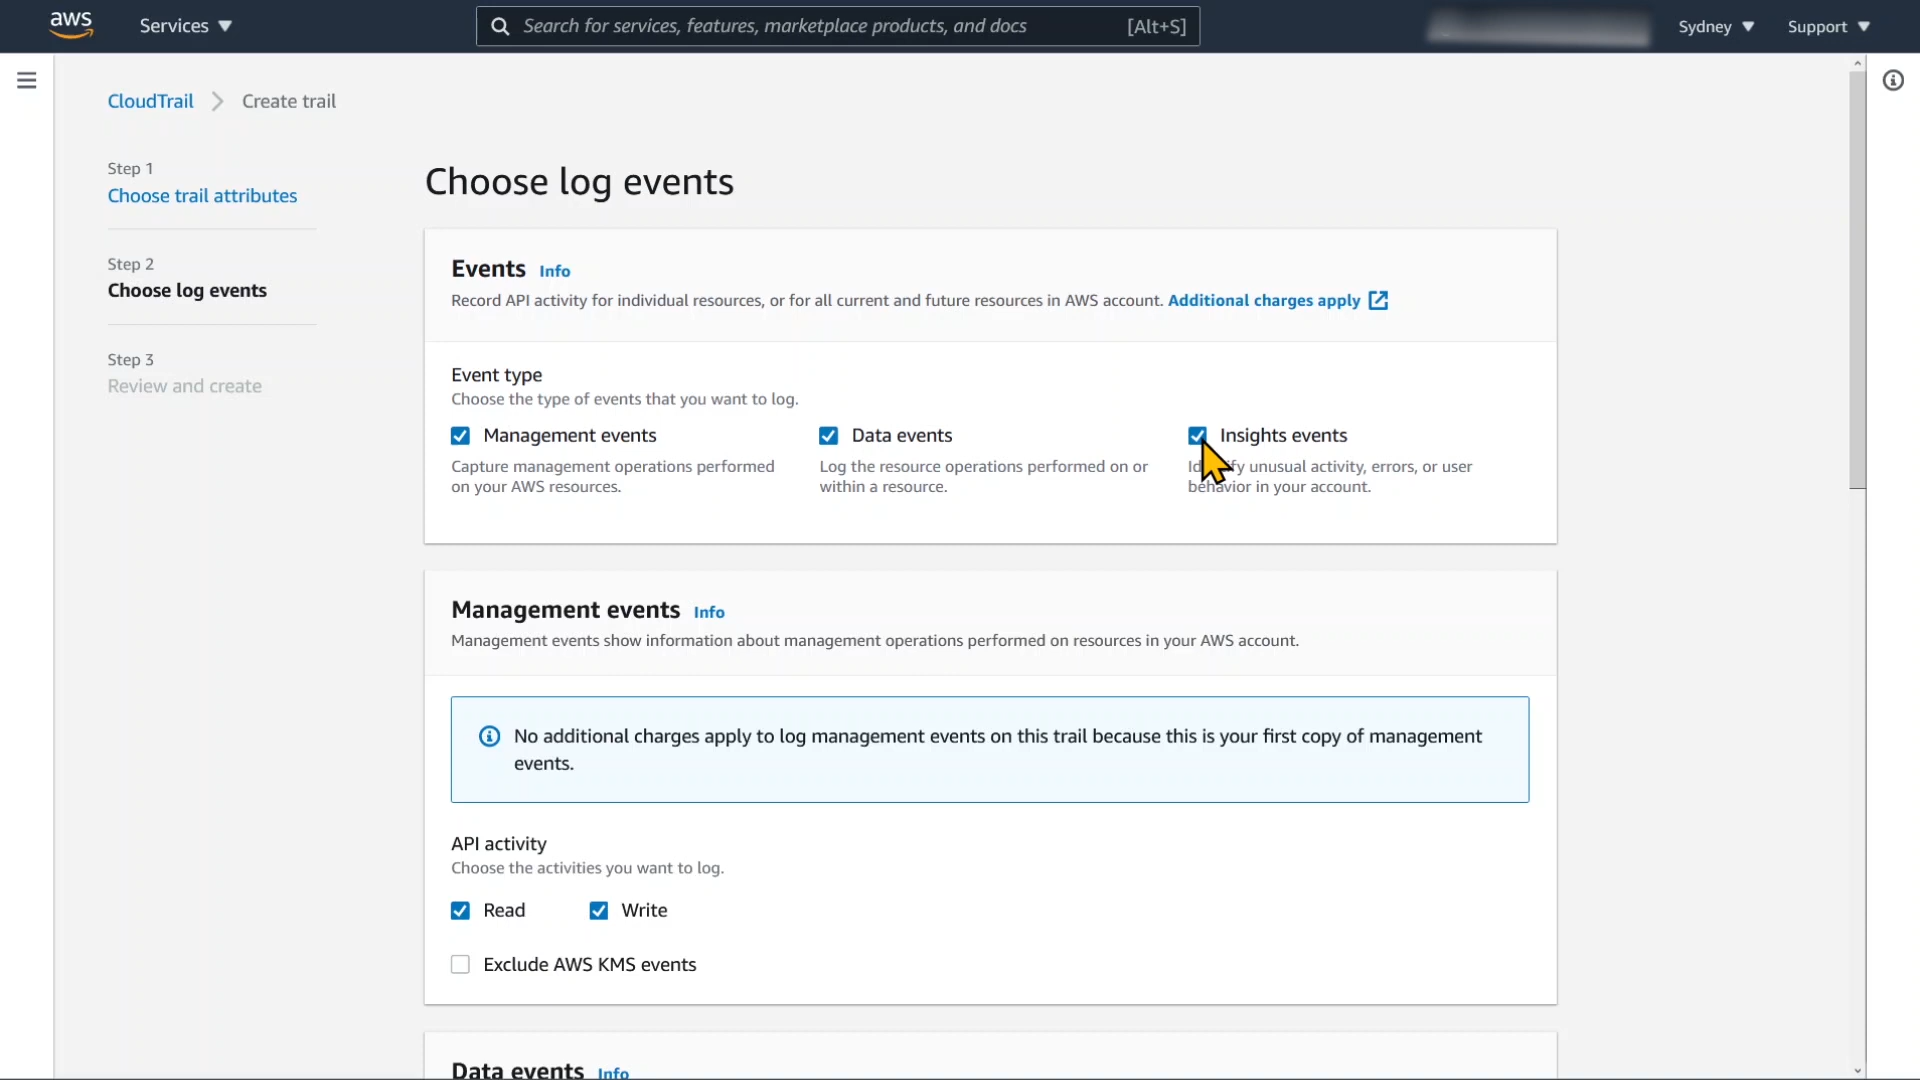 aws
Services
Search for services, features, marketplace products, and docs
[Alt+S]
Sydney
Support
CloudTrail
Create trail
Step 1
Choose trail attributes
Step 2
Choose log events
Step 3
Review and create
Choose log events
Events Info
Record API activity for individual resources, or for all current and future resources in AWS account. Additional charges apply
Event type
Choose the type of events that you want to log.
Management events
Capture management operations performed
on your AWS resources.
Data events
Log the resource operations performed on or
within a resource.
Insights events
unusual activity, errors, or user
behavior in your account.
Management events Info
Management events show information about management operations performed on resources in your AWS account.
No additional charges apply to log management events on this trail because this is your first copy of management
events.
API activity
Choose the activities you want to log.
Read
Write
Exclude AWS KMS events
Data events Info